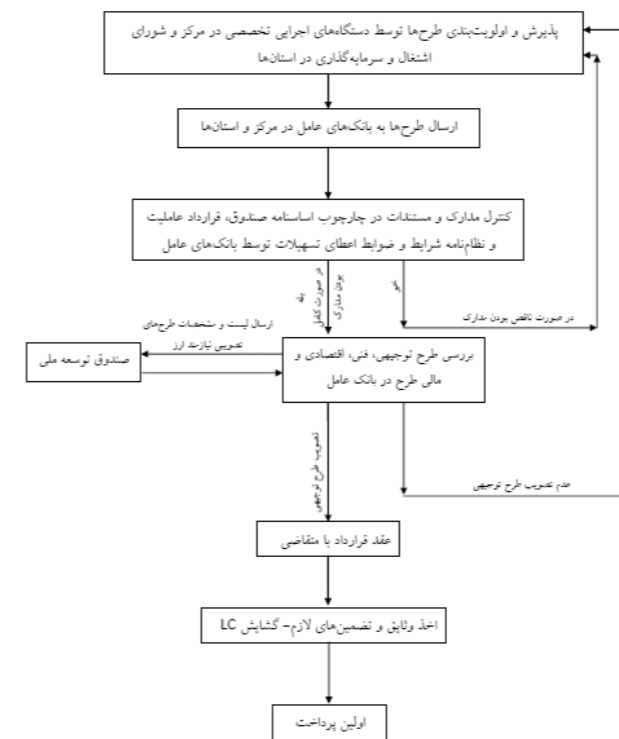 پذیرش و اولویت‌بندی طرح‌ها توسط دستگاه‌های اجرایی تخصصی در مرکز و شورای
اشتغال و سرمایه‌گذاری در استان‌ها
ارسال طرح‌ها به بانک‌های عامل در مرکز و استان‌ها
کنترل مدارک و مستندات در چارچوب اساسنامه صندوق، قرارداد عاملیت
و نظام‌نامه شرایط و ضوابط اعطای تسهیلات توسط بانک‌های عامل
بله
در صورت کامل
بودن مدارک
در صورت ناقص بودن مدارک
ارسال لیست و مشخصات طرح‌های
تصویبی نیازمند ارز
صندوق توسعه ملی
بررسی طرح توجیهی، فنی، اقتصادی و
مالی طرح در بانک عامل
تصویب طرح توجیهی
عدم تصویب طرح توجیهی
عقد قرارداد با متقاضی
اخذ وثایق و تضمین‌های لازم- گشایش LC
اولین پرداخت